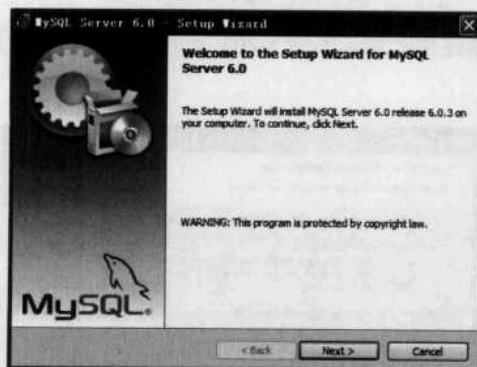 MySQL Server 6.0 - Setup Wizard
Welcome to the Setup Wizard for MySQL
Server 6.0
The Setup Wizard will install MySQL Server 6.0 release 6.0.3 on
your computer. To continue, click Next.
WARNING: This program is protected by copyright law.
MySQL®
< Back
Next >
Cancel